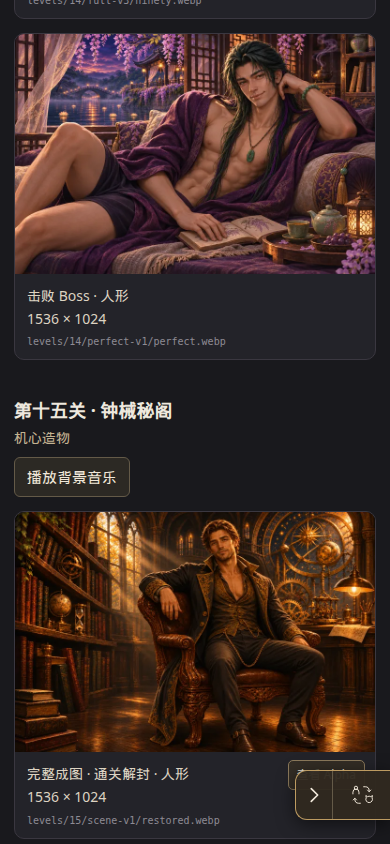 levels/14/full-v3/ninety.webp
击败 Boss · 人形
1536 × 1024
levels/14/perfect-v1/perfect.webp
第十五关 · 钟械秘阁
机心造物
播放背景音乐
完整成图 · 通关解封 · 人形
1536 × 1024
levels/15/scene-v1/restored.webp